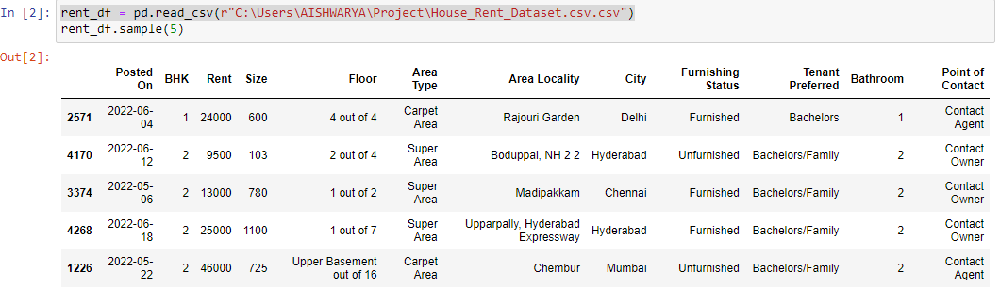 In [2]: rent_df = pd.read_csv(r"C:\Users\AISHWARYA\Project\House_Rent_Dataset.csv.csv")
rent_df.sample(5)
Out[2]:
Posted On BHK Rent Size Floor Area Type Area Locality City Furnishing Status Tenant Preferred Bathroom Point of Contact
2571 2022-06-04 1 24000 600 4 out of 4 Carpet Area Rajouri Garden Delhi Furnished Bachelors 1 Contact Agent
4170 2022-06-12 2 9500 103 2 out of 4 Super Area Boduppal, NH 2 2 Hyderabad Unfurnished Bachelors/Family 2 Contact Owner
3374 2022-05-06 2 13000 780 1 out of 2 Super Area Madipakkam Chennai Furnished Bachelors/Family 2 Contact Owner
4268 2022-06-18 2 25000 1100 1 out of 7 Super Area Upparpally, Hyderabad Expressway Hyderabad Furnished Bachelors/Family 2 Contact Owner
1226 2022-05-22 2 46000 725 Upper Basement out of 16 Carpet Area Chembur Mumbai Unfurnished Bachelors/Family 2 Contact Agent